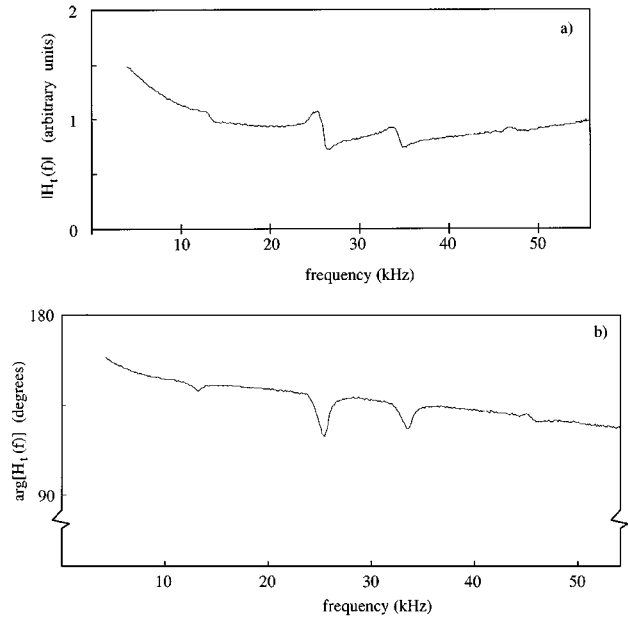 2
a)
|H_t(f)| (arbitrary units)
1
0
10 20 30 40 50
frequency (kHz)
180
b)
arg[H_t(f)] (degrees)
90
10 20 30 40 50
frequency (kHz)